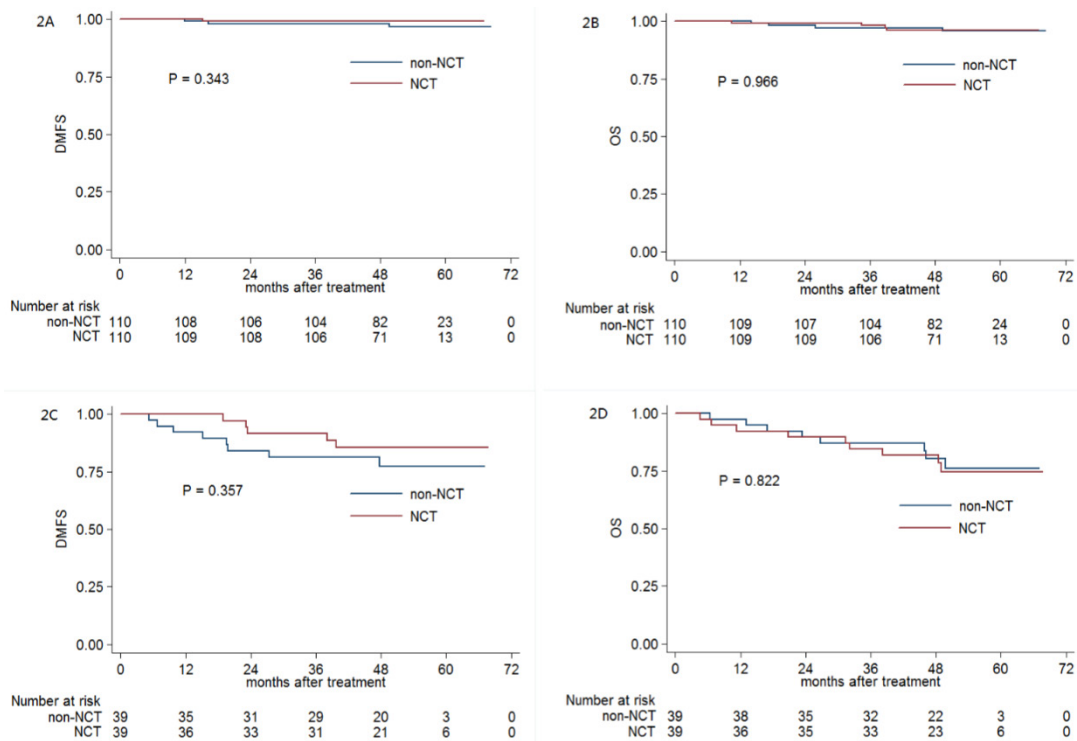 2A
1.00
0.75
0.50
0.25
0.00
DMFS
P = 0.343
non-NCT
NCT
0 12 24 36 48 60 72
months after treatment
Number at risk
non-NCT 110 108 106 104 82 23 0
NCT 110 109 108 106 71 13 0
2B
1.00
0.75
0.50
0.25
0.00
OS
P = 0.966
non-NCT
NCT
0 12 24 36 48 60 72
months after treatment
Number at risk
non-NCT 110 109 107 104 82 24 0
NCT 110 109 109 106 71 13 0
2C
1.00
0.75
0.50
0.25
0.00
DMFS
P = 0.357
non-NCT
NCT
0 12 24 36 48 60 72
months after treatment
Number at risk
non-NCT 39 35 31 29 20 3 0
NCT 39 36 33 31 21 6 0
2D
1.00
0.75
0.50
0.25
0.00
OS
P = 0.822
non-NCT
NCT
0 12 24 36 48 60 72
months after treatment
Number at risk
non-NCT 39 38 35 32 22 3 0
NCT 39 36 35 33 23 6 0